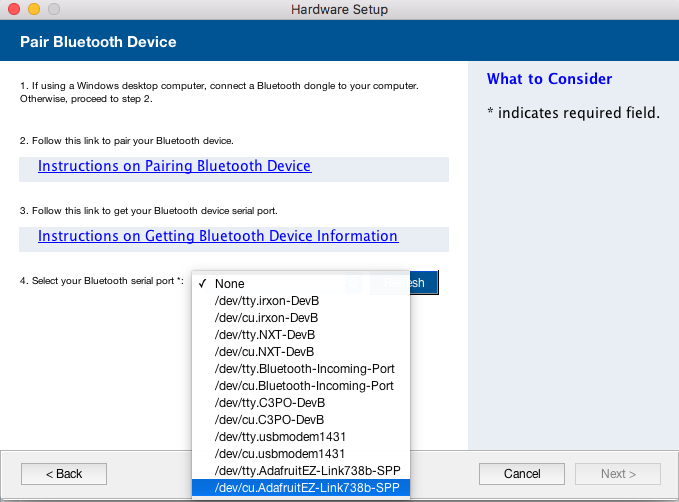 Hardware Setup
Pair Bluetooth Device
1. If using a Windows desktop computer, connect a Bluetooth dongle to your computer.
Otherwise, proceed to step 2.
2. Follow this link to pair your Bluetooth device.
Instructions on Pairing Bluetooth Device
3. Follow this link to get your Bluetooth device serial port.
Instructions on Getting Bluetooth Device Information
4. Select your Bluetooth serial port *:
✓ None
/dev/tty.irxon-DevB
/dev/cu.irxon-DevB
/dev/tty.NXT-DevB
/dev/cu.NXT-DevB
/dev/tty.Bluetooth-Incoming-Port
/dev/cu.Bluetooth-Incoming-Port
/dev/tty.C3PO-DevB
/dev/cu.C3PO-DevB
/dev/tty.usbmodem1431
/dev/cu.usbmodem1431
/dev/tty.AdafruitEZ-Link738b-SPP
/dev/cu.AdafruitEZ-Link738b-SPP
What to Consider
* indicates required field.
< Back
Cancel
Next >